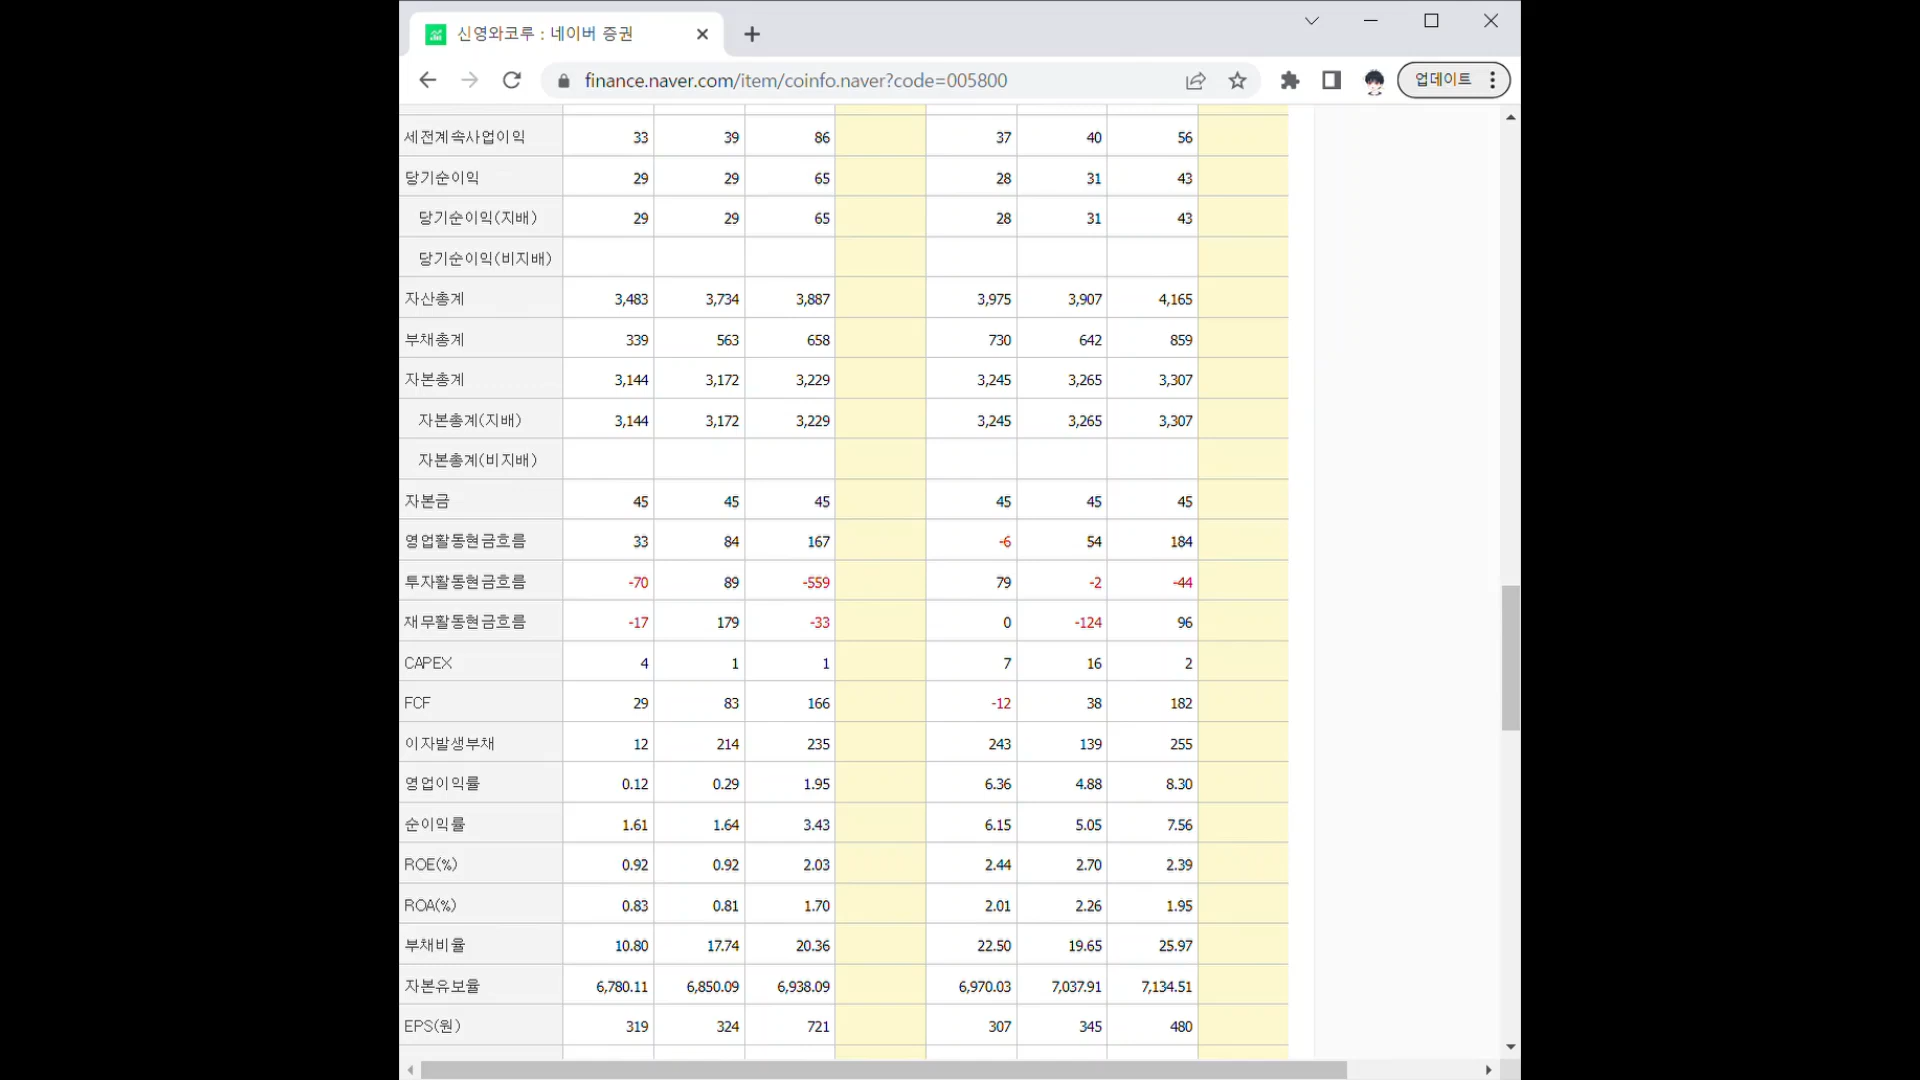 신영와코루 : 네이버 증권
finance.naver.com/item/coinfo.naver?code=005800
업데이트
세전계속사업이익 33 39 86 37 40 56
당기순이익 29 29 65 28 31 43
당기순이익(지배) 29 29 65 28 31 43
당기순이익(비지배)
자산총계 3,483 3,734 3,887 3,975 3,907 4,165
부채총계 339 563 658 730 642 859
자본총계 3,144 3,172 3,229 3,245 3,265 3,307
자본총계(지배) 3,144 3,172 3,229 3,245 3,265 3,307
자본총계(비지배)
자본금 45 45 45 45 45 45
영업활동현금흐름 33 84 167 -6 54 184
투자활동현금흐름 -70 89 -559 79 -2 -44
재무활동현금흐름 -17 179 -33 0 -124 96
CAPEX 4 1 1 7 16 2
FCF 29 83 166 -12 38 182
이자발생부채 12 214 235 243 139 255
영업이익률 0.12 0.29 1.95 6.36 4.88 8.30
순이익률 1.61 1.64 3.43 6.15 5.05 7.56
ROE(%) 0.92 0.92 2.03 2.44 2.70 2.39
ROA(%) 0.83 0.81 1.70 2.01 2.26 1.95
부채비율 10.80 17.74 20.36 22.50 19.65 25.97
자본유보율 6,780.11 6,850.09 6,938.09 6,970.03 7,037.91 7,134.51
EPS(원) 319 324 721 307 345 480